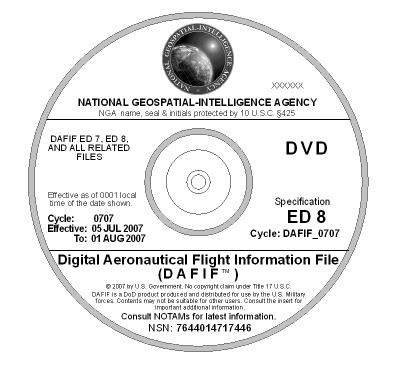 NATIONAL GEOSPATIAL-INTELLIGENCE AGENCY
XXXXXX
NATIONAL GEOSPATIAL-INTELLIGENCE AGENCY
NGA name, seal & initials protected by 10 U.S.C. §425
DAFIF ED 7, ED 8,
AND ALL RELATED
FILES
DVD
Effective as of 0001 local
time of the date shown.
Cycle: 0707
Effective: 05 JUL 2007
To: 01 AUG 2007
Specification
ED 8
Cycle: DAFIF_0707
Digital Aeronautical Flight Information File
(DAFIF™)
© 2007 by U.S. Government. No copyright claim under Title 17 U.S.C.
DAFIF is a DoD product produced and distributed for use by the U.S. Military
forces. Contents may not be suitable for other users. Consult the insert for
important additional information.
Consult NOTAMs for latest information.
NSN: 7644014717446